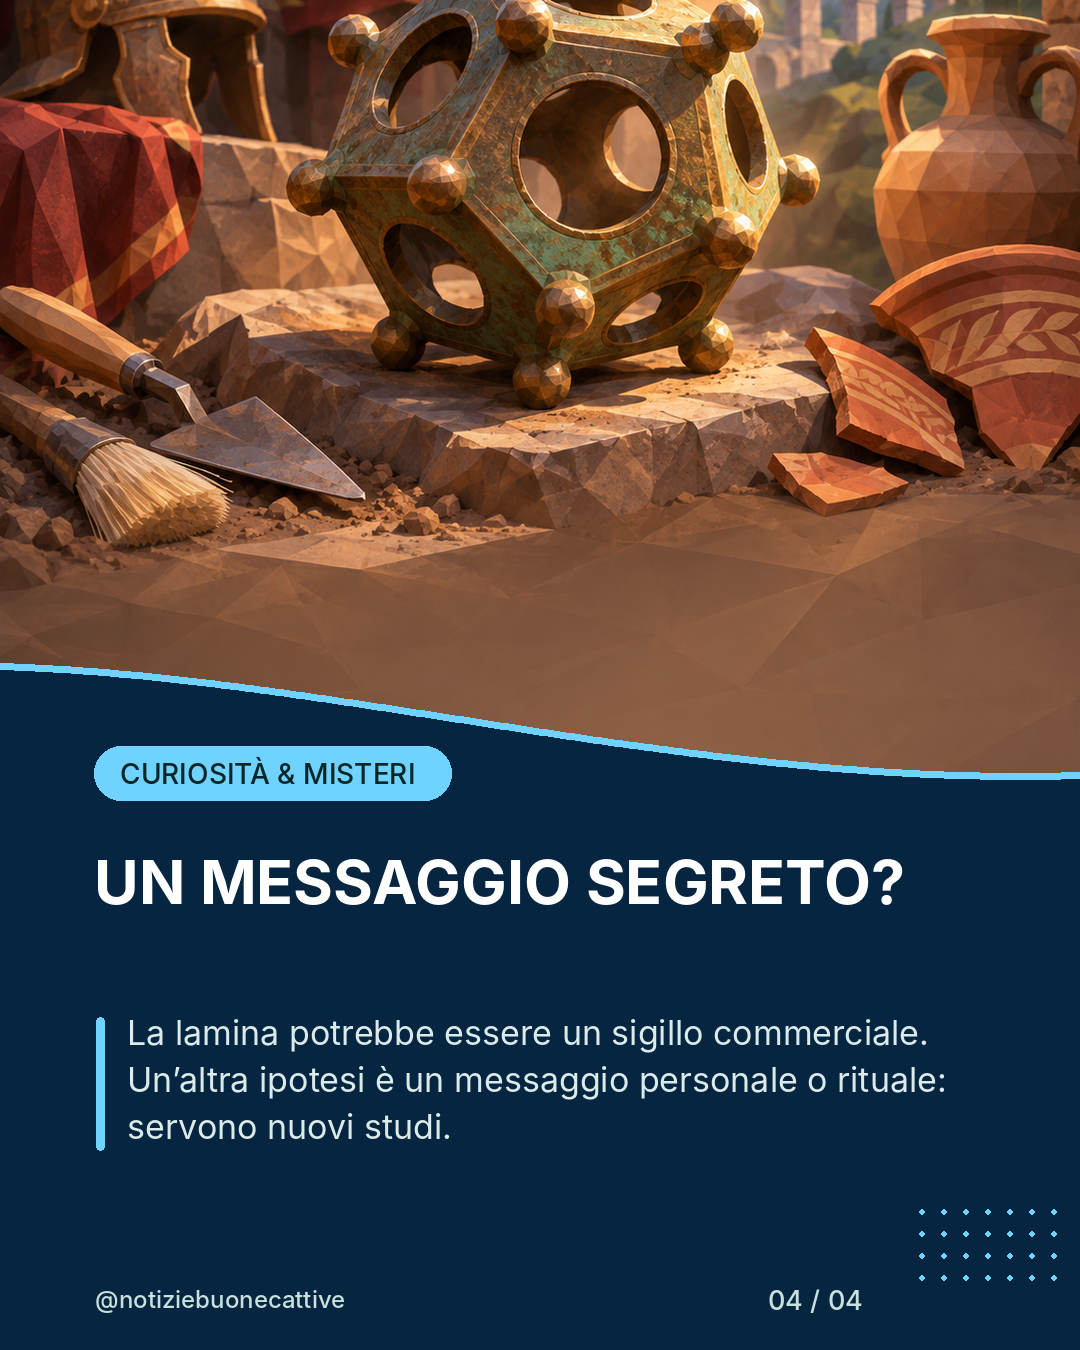 CURIOSITÀ & MISTERI
UN MESSAGGIO SEGRETO?
La lamina potrebbe essere un sigillo commerciale.
Un’altra ipotesi è un messaggio personale o rituale:
servono nuovi studi.
@notiziebuonecattive
04 / 04